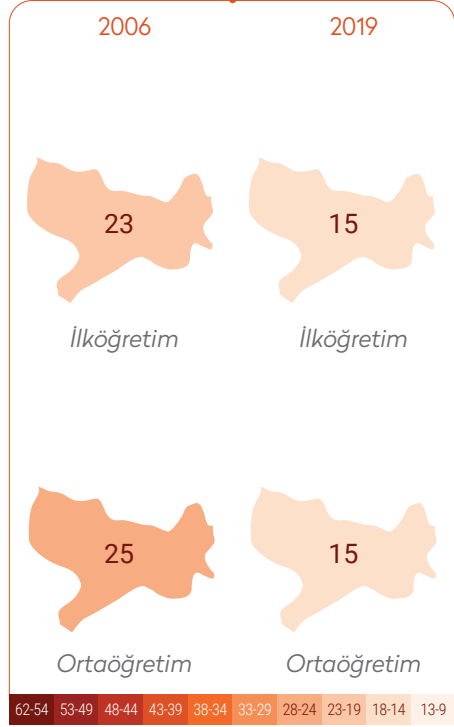 2006 2019
23 15
İlköğretim İlköğretim
25 15
Ortaöğretim Ortaöğretim
62-54 53-49 48-44 43-39 38-34 33-29 28-24 23-19 18-14 13-9